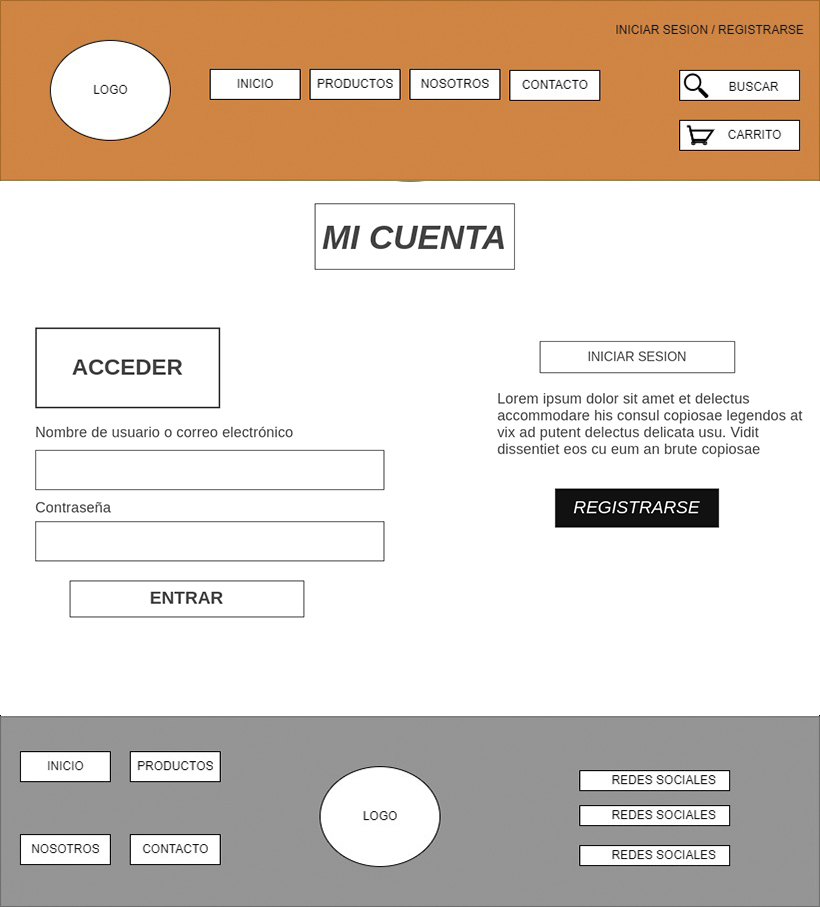 INICIAR SESION / REGISTRARSE
LOGO
INICIO
PRODUCTOS
NOSOTROS
CONTACTO
BUSCAR
CARRITO
MI CUENTA
ACCEDER
Nombre de usuario o correo electrónico
Contraseña
ENTRAR
INICIAR SESION
Lorem ipsum dolor sit amet et delectus
accommodare his consul copiosae legendos at
vix ad putent delectus delicata usu. Vidit
dissentiet eos cu eum an brute copiosae
REGISTRARSE
INICIO
PRODUCTOS
NOSOTROS
CONTACTO
LOGO
REDES SOCIALES
REDES SOCIALES
REDES SOCIALES